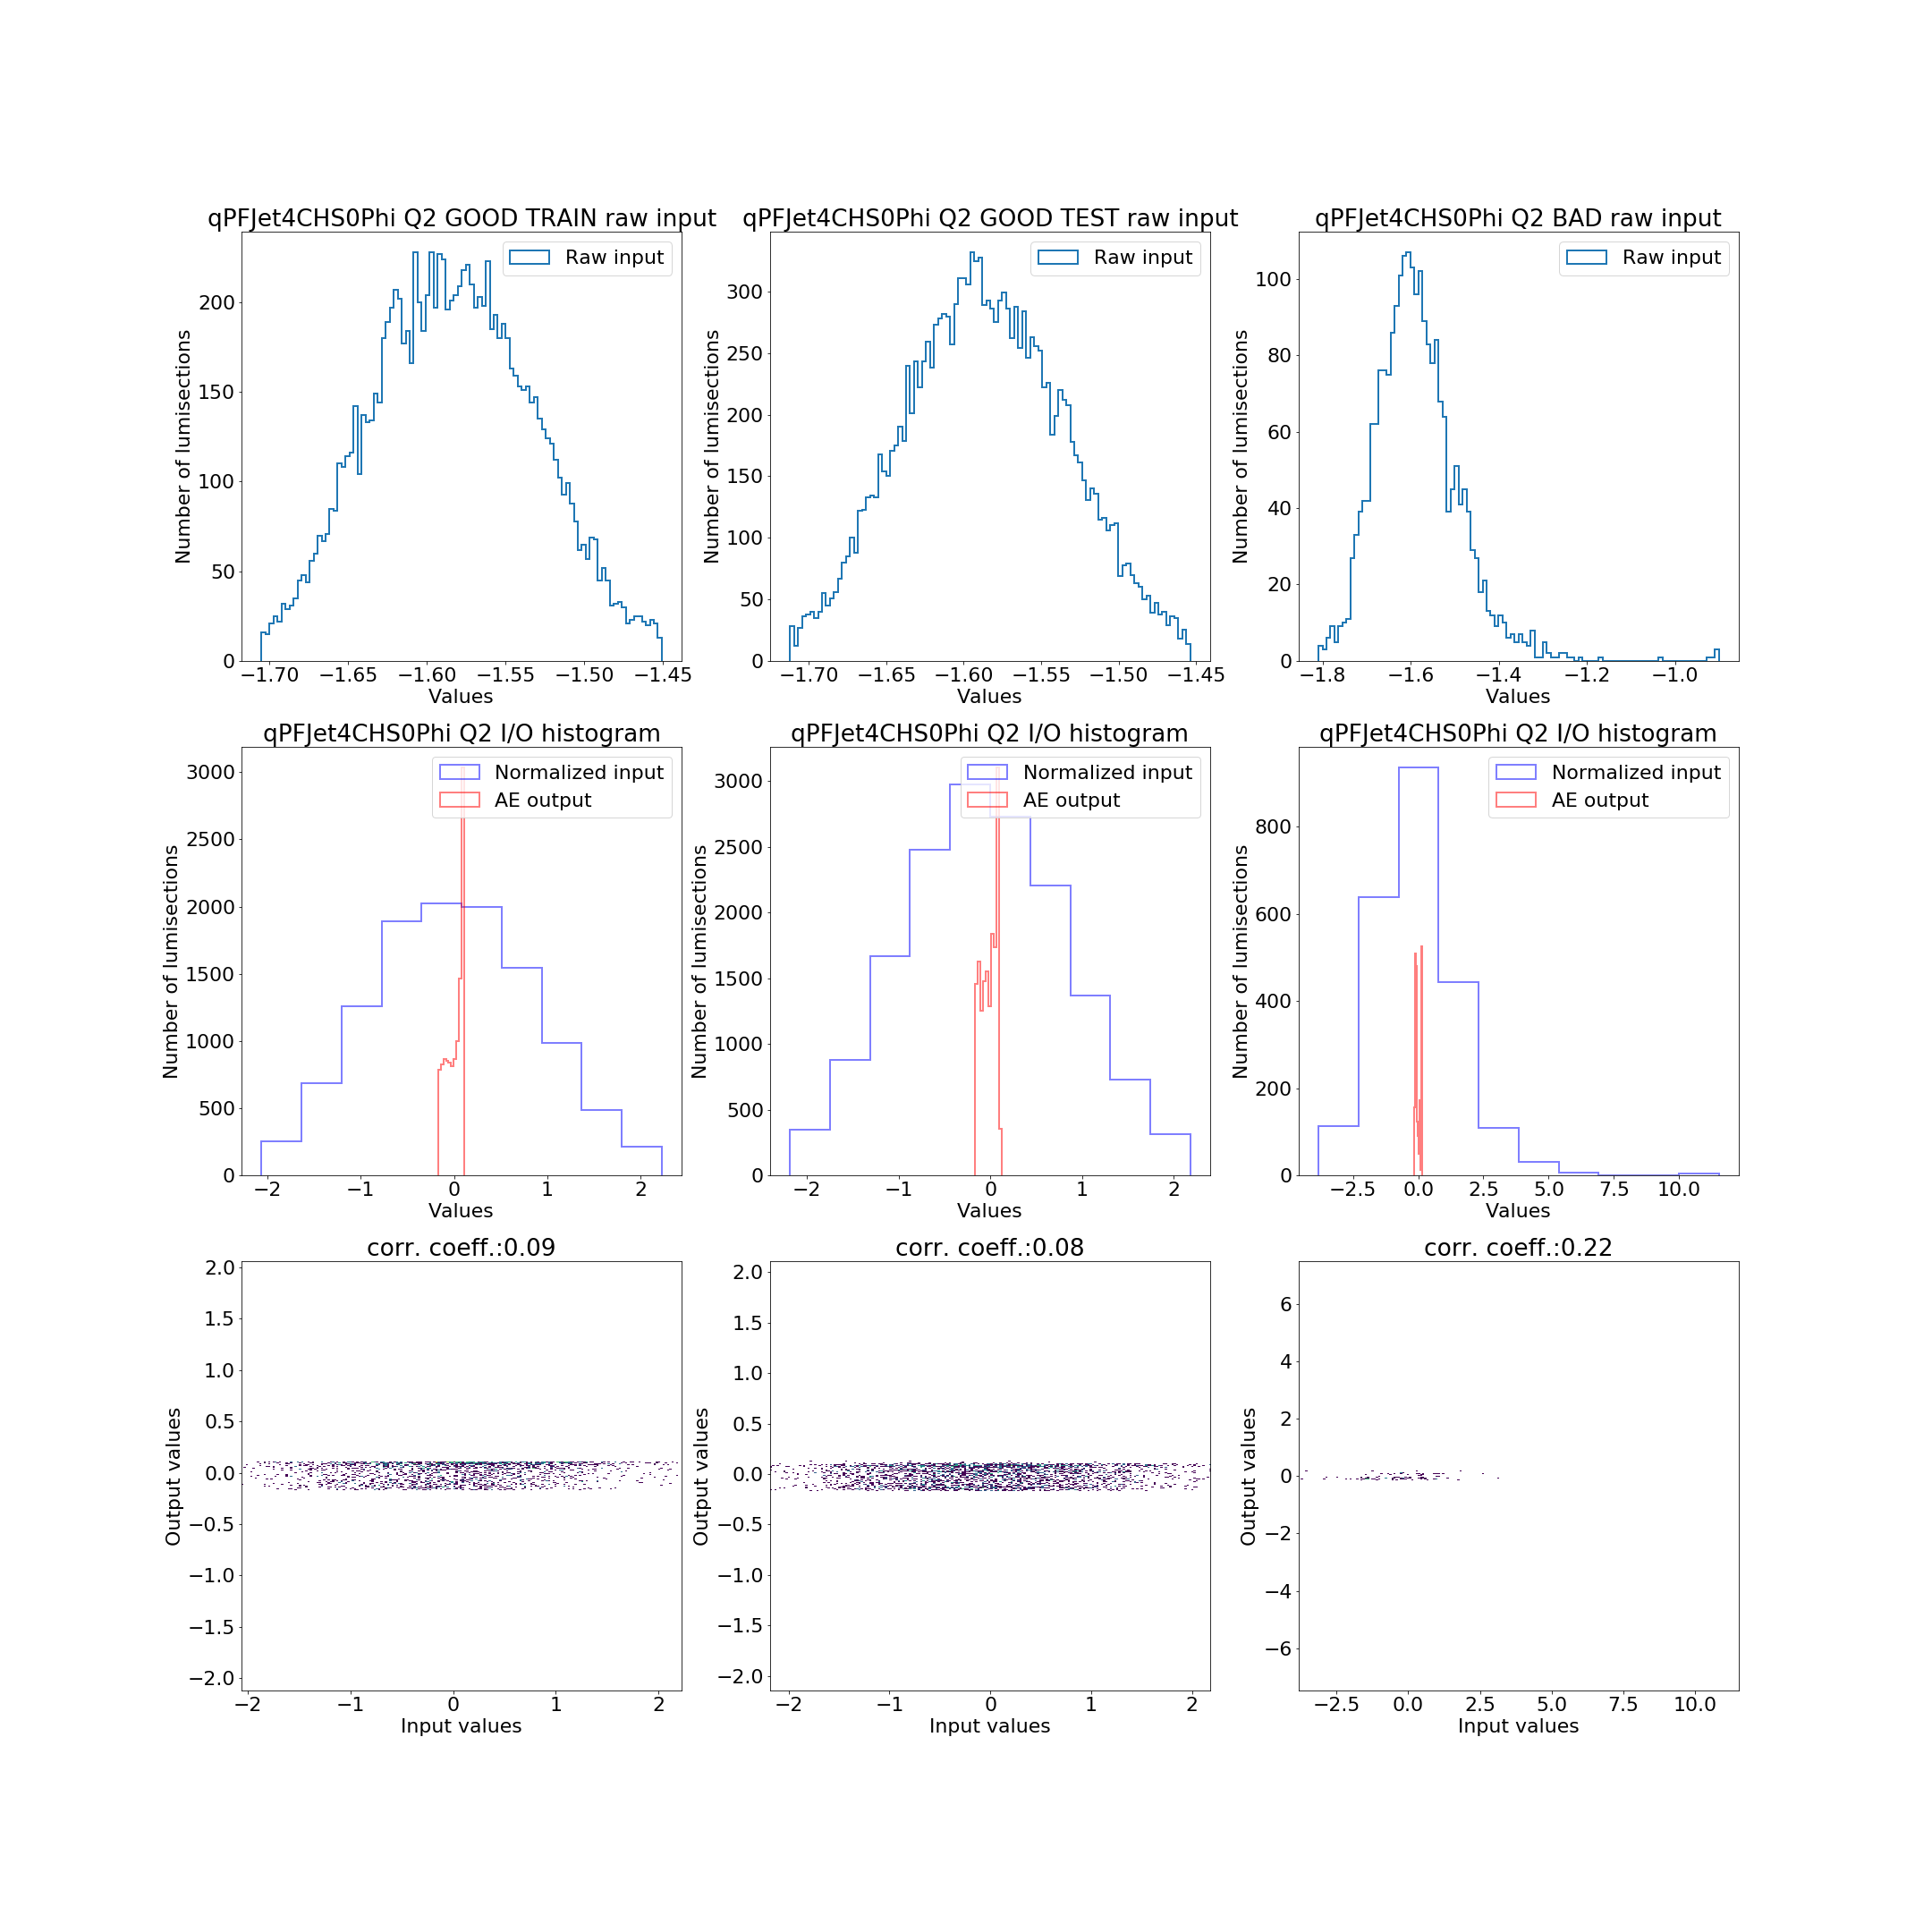 qPFJet4CHS0Phi Q2 GOOD TRAIN raw input
Raw input
Number of lumisections
200
150
100
50
0
−1.70 −1.65 −1.60 −1.55 −1.50 −1.45
Values
qPFJet4CHS0Phi Q2 GOOD TEST raw input
Raw input
Number of lumisections
300
250
200
150
100
50
0
−1.70 −1.65 −1.60 −1.55 −1.50 −1.45
Values
qPFJet4CHS0Phi Q2 BAD raw input
Raw input
Number of lumisections
100
80
60
40
20
0
−1.8 −1.6 −1.4 −1.2 −1.0
Values
qPFJet4CHS0Phi Q2 I/O histogram
Normalized input
AE output
Number of lumisections
3000
2500
2000
1500
1000
500
0
−2 −1 0 1 2
Values
qPFJet4CHS0Phi Q2 I/O histogram
Normalized input
AE output
Number of lumisections
3000
2500
2000
1500
1000
500
0
−2 −1 0 1 2
Values
qPFJet4CHS0Phi Q2 I/O histogram
Normalized input
AE output
Number of lumisections
800
600
400
200
0
−2.5 0.0 2.5 5.0 7.5 10.0
Values
corr. coeff.:0.09
Output values
2.0
1.5
1.0
0.5
0.0
−0.5
−1.0
−1.5
−2.0
−2 −1 0 1 2
Input values
corr. coeff.:0.08
Output values
2.0
1.5
1.0
0.5
0.0
−0.5
−1.0
−1.5
−2.0
−2 −1 0 1 2
Input values
corr. coeff.:0.22
Output values
6
4
2
0
−2
−4
−6
−2.5 0.0 2.5 5.0 7.5 10.0
Input values